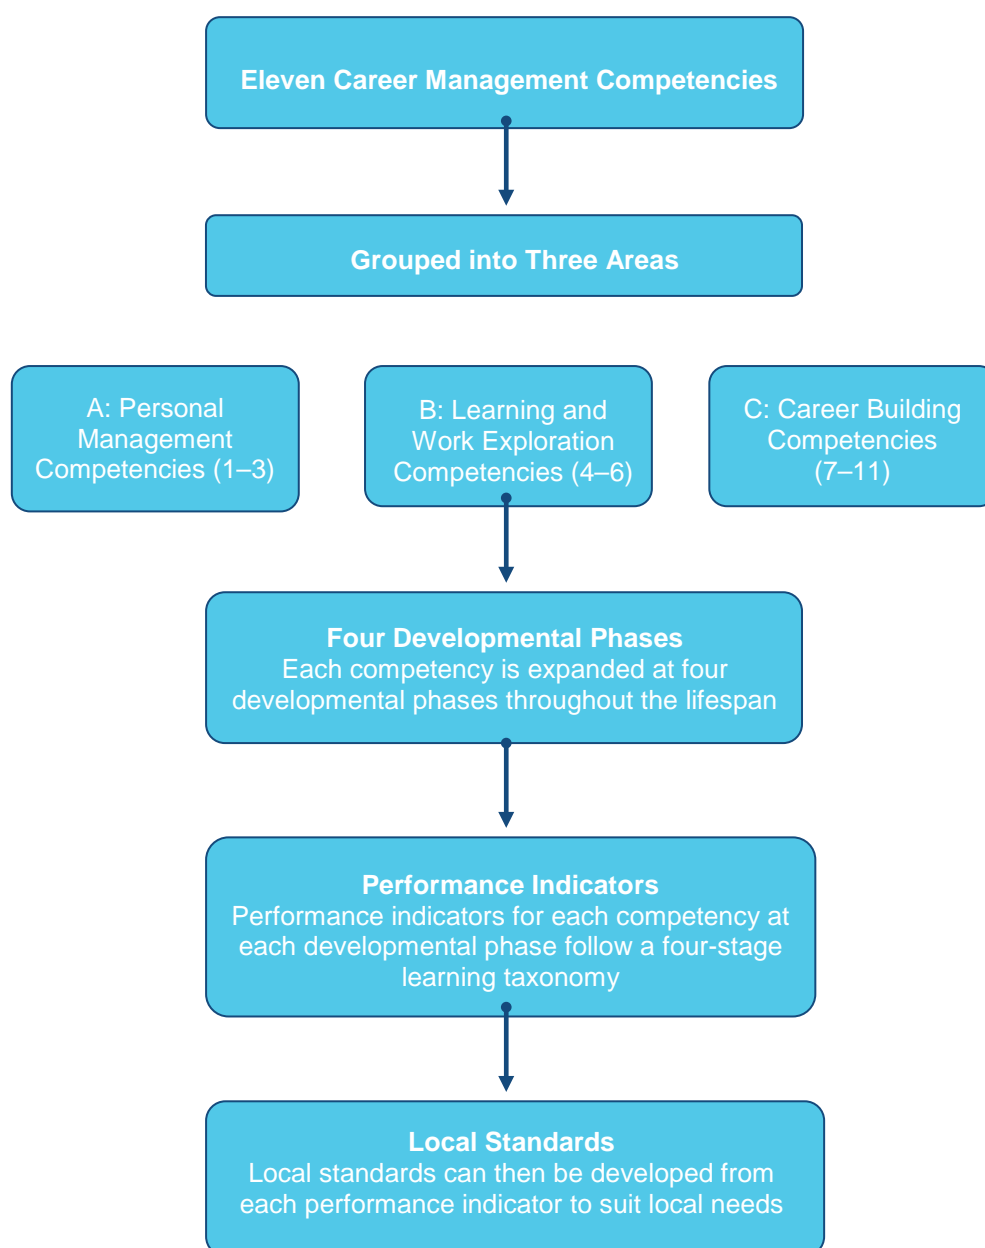 Eleven Career Management Competencies
Grouped into Three Areas
A: Personal
Management
Competencies (1–3)
B: Learning and
Work Exploration
Competencies (4–6)
C: Career Building
Competencies
(7–11)
Four Developmental Phases
Each competency is expanded at four
developmental phases throughout the lifespan
Performance Indicators
Performance indicators for each competency at
each developmental phase follow a four-stage
learning taxonomy
Local Standards
Local standards can then be developed from
each performance indicator to suit local needs